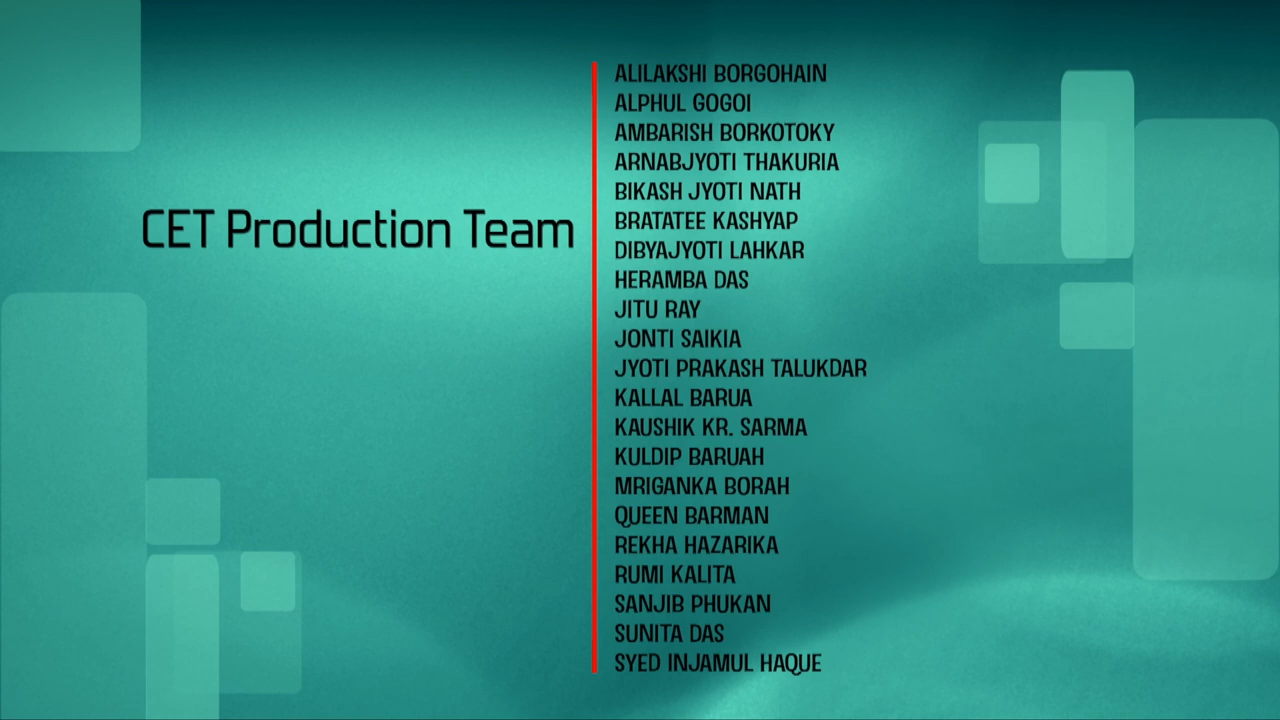 CET Production Team
ALILAKSHI BORGOHAIN
ALPHUL GOGOI
AMBARISH BORKOTOKY
ARNABJYOTI THAKURIA
BIKASH JYOTI NATH
BRATATEE KASHYAP
DIBYAJYOTI LAHKAR
HERAMBA DAS
JITU RAY
JONTI SAIKIA
JYOTI PRAKASH TALUKDAR
KALLAL BARUA
KAUSHIK KR. SARMA
KULDIP BARUAH
MRIGANKA BORAH
QUEEN BARMAN
REKHA HAZARIKA
RUMI KALITA
SANJIB PHUKAN
SUNITA DAS
SYED INJAMUL HAQUE